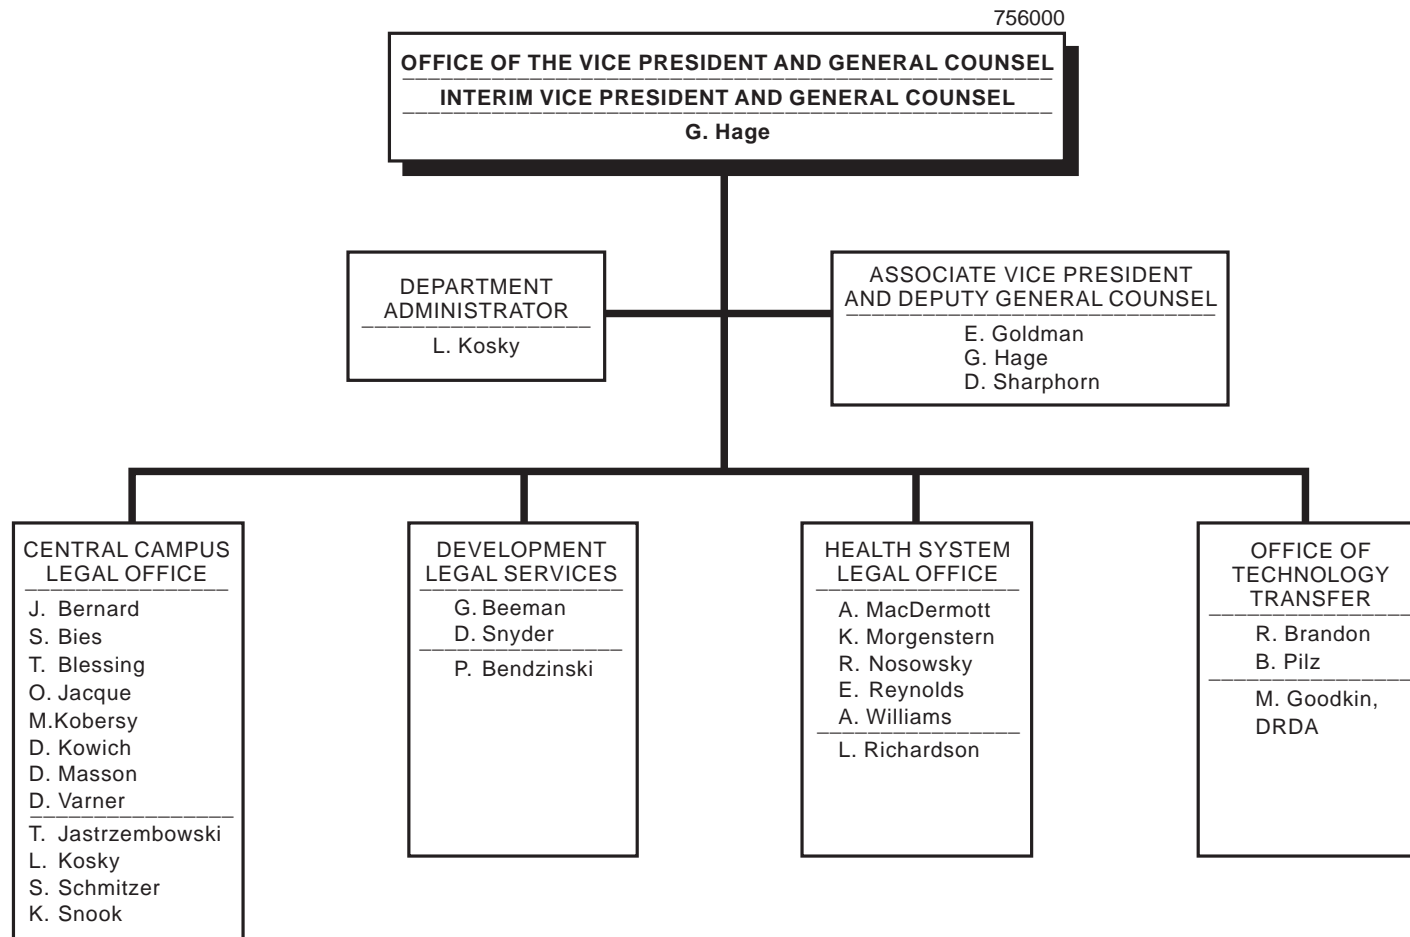 756000
OFFICE OF THE VICE PRESIDENT AND GENERAL COUNSEL
INTERIM VICE PRESIDENT AND GENERAL COUNSEL
G. Hage
DEPARTMENT
ADMINISTRATOR
L. Kosky
ASSOCIATE VICE PRESIDENT
AND DEPUTY GENERAL COUNSEL
E. Goldman
G. Hage
D. Sharphorn
CENTRAL CAMPUS
LEGAL OFFICE
J. Bernard
S. Bies
T. Blessing
O. Jacque
M.Kobersy
D. Kowich
D. Masson
D. Varner
T. Jastrzembowski
L. Kosky
S. Schmitzer
K. Snook
DEVELOPMENT
LEGAL SERVICES
G. Beeman
D. Snyder
P. Bendzinski
HEALTH SYSTEM
LEGAL OFFICE
A. MacDermott
K. Morgenstern
R. Nosowsky
E. Reynolds
A. Williams
L. Richardson
OFFICE OF
TECHNOLOGY
TRANSFER
R. Brandon
B. Pilz
M. Goodkin,
DRDA